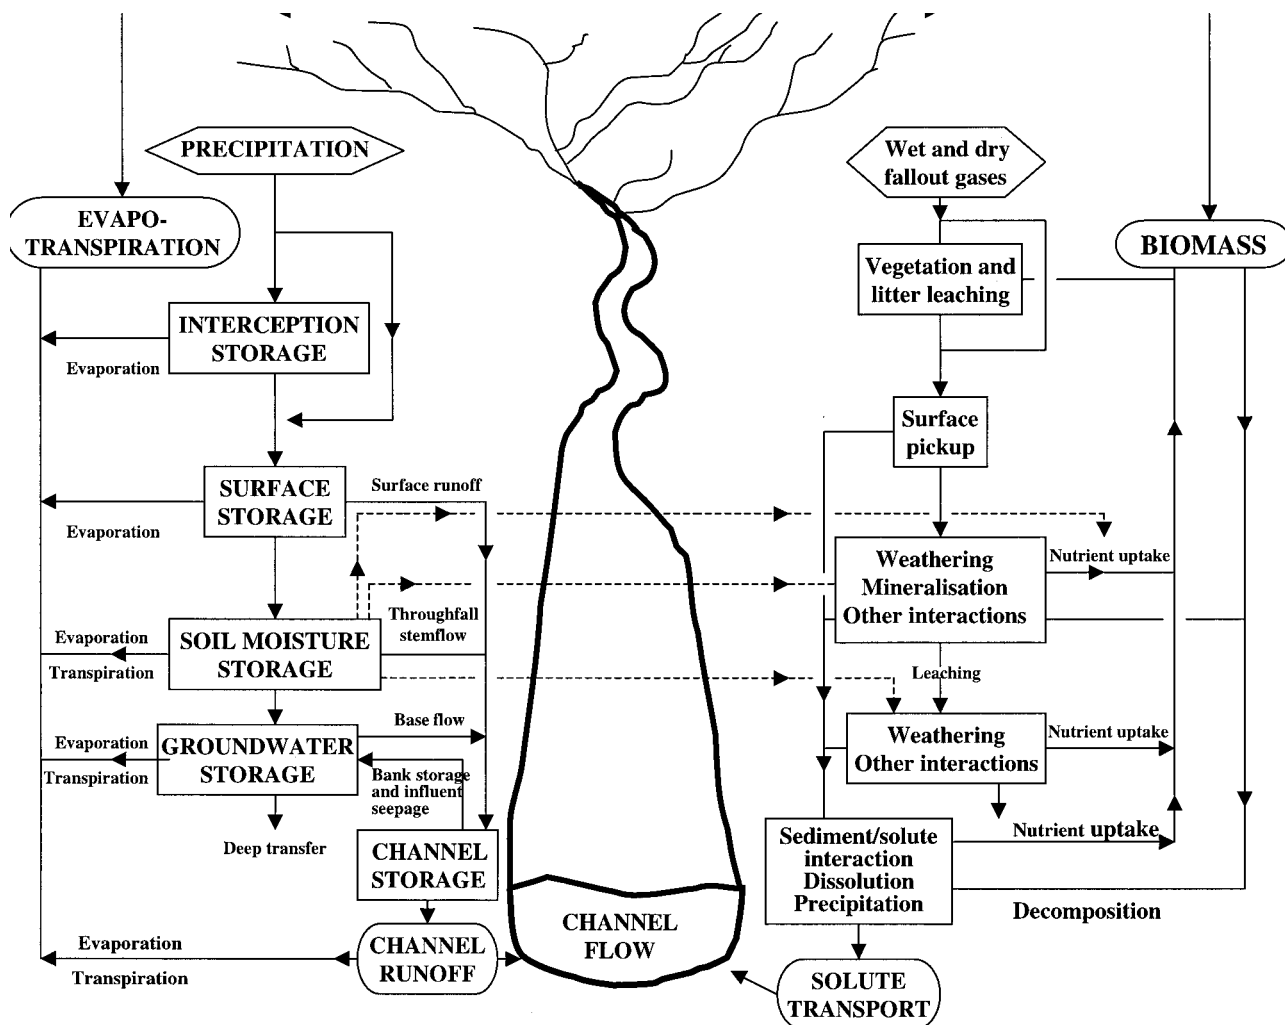 PRECIPITATION
Wet and dry
fallout gases
EVAPO-
TRANSPIRATION
BIOMASS
Vegetation and
litter leaching
INTERCEPTION
STORAGE
Evaporation
Surface
pickup
SURFACE
STORAGE
Surface runoff
Evaporation
Weathering
Mineralisation
Other interactions
Nutrient uptake
Throughfall
stemflow
Evaporation
Transpiration
SOIL MOISTURE
STORAGE
Leaching
Base flow
Evaporation
Transpiration
GROUNDWATER
STORAGE
Weathering
Other interactions
Nutrient uptake
Bank storage
and influent
seepage
Deep transfer
CHANNEL
STORAGE
Sediment/solute
interaction
Dissolution
Precipitation
Nutrient uptake
Decomposition
CHANNEL
FLOW
Evaporation
Transpiration
CHANNEL
RUNOFF
SOLUTE
TRANSPORT